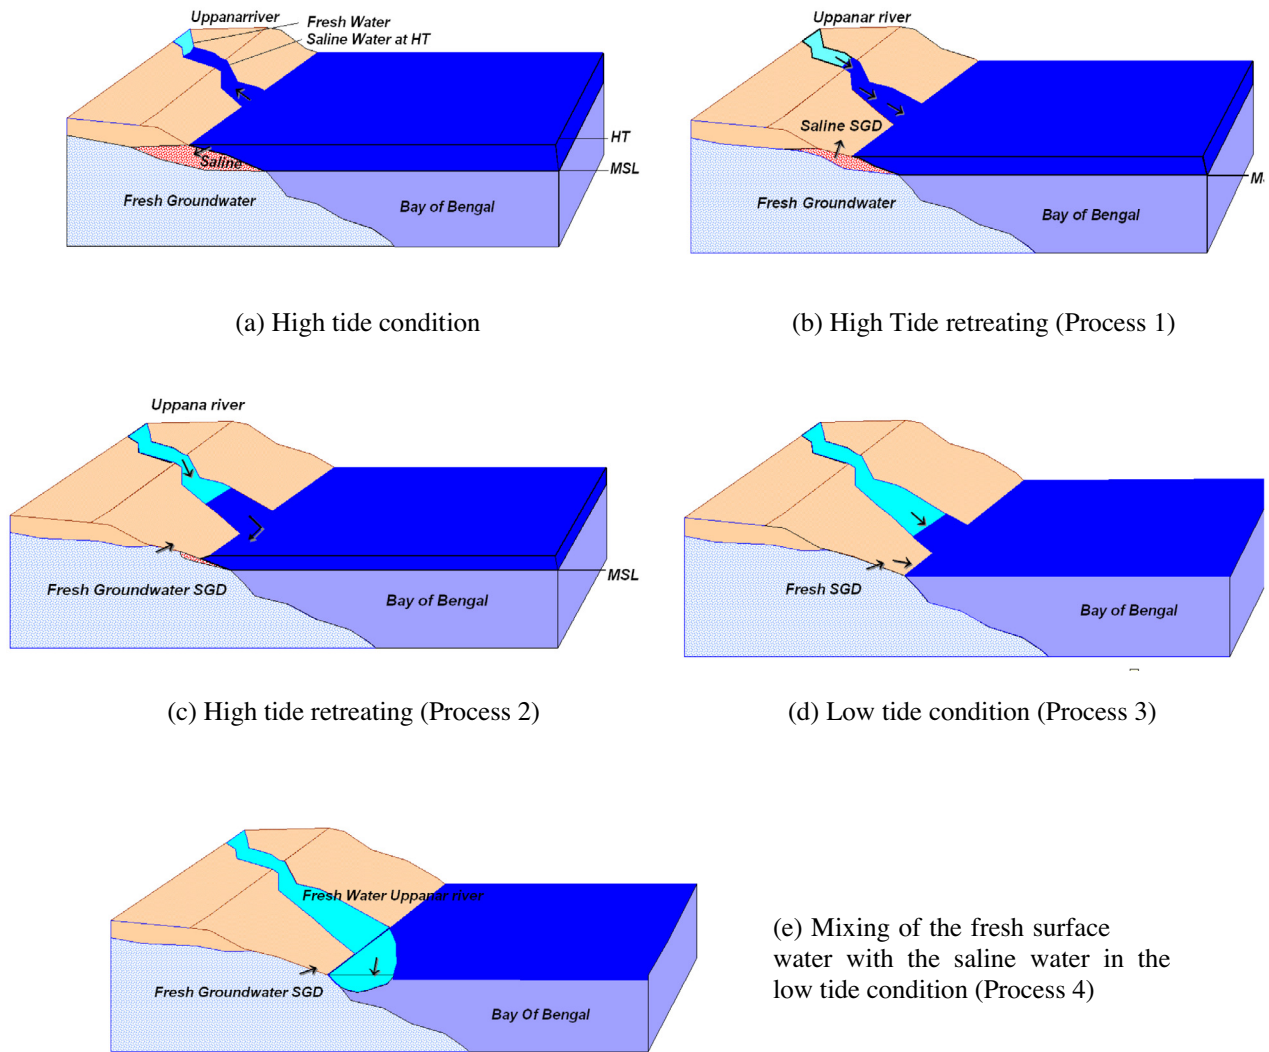 Uppanarriver
Fresh Water
Saline Water at HT
HT
Saline
MSL
Fresh Groundwater
Bay of Bengal
(a) High tide condition
Uppanar river
Saline SGD
Fresh Groundwater
Bay of Bengal
(b) High Tide retreating (Process 1)
Uppana river
MSL
Fresh Groundwater SGD
Bay of Bengal
(c) High tide retreating (Process 2)
Fresh SGD
Bay of Bengal
(d) Low tide condition (Process 3)
Fresh Water Uppanar river
Fresh Groundwater SGD
Bay Of Bengal
(e) Mixing of the fresh surface
water with the saline water in the
low tide condition (Process 4)